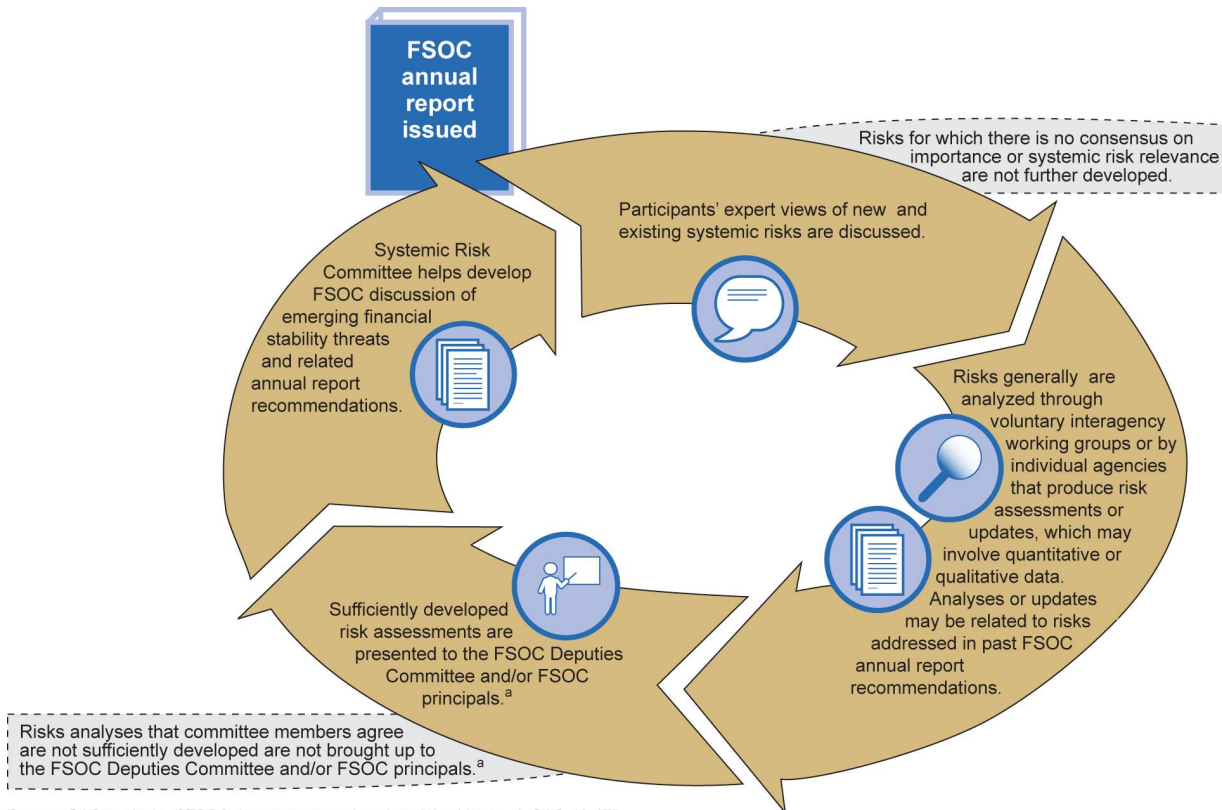 FSOC
annual
report
issued
Risks for which there is no consensus on
importance or systemic risk relevance
are not further developed.
Participants' expert views of new and
existing systemic risks are discussed.
Risks generally are
analyzed through
voluntary interagency
working groups or by
individual agencies
that produce risk
assessments or
updates, which may
involve quantitative or
qualitative data.
Analyses or updates
may be related to risks
addressed in past FSOC
annual report
recommendations.
Sufficiently developed
risk assessments are
presented to the FSOC Deputies
Committee and/or FSOC
principals.a
Risks analyses that committee members agree
are not sufficiently developed are not brought up to
the FSOC Deputies Committee and/or FSOC principals.a
Systemic Risk
Committee helps develop
FSOC discussion of
emerging financial
stability threats
and related
annual report
recommendations.